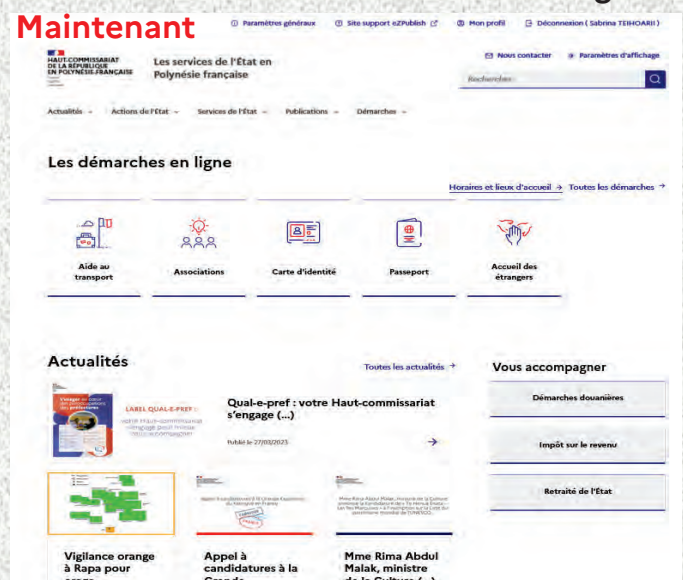 Maintenant
Paramètres généraux
Site support eZPublish
Mon profil
Déconnexion ( Sabrina TEIHOARII )
HAUT-COMMISSARIAT
DE LA RÉPUBLIQUE
EN POLYNÉSIE FRANÇAISE
Les services de l'État en
Polynésie française
Nous contacter
Paramètres d'affichage
Rechercher
Actualités
Actions de l'État
Services de l'État
Publications
Démarches
Les démarches en ligne
Horaires et lieux d'accueil → Toutes les démarches →
Aide au
transport
Associations
Carte d'identité
Passeport
Accueil des
étrangers
Actualités
Toutes les actualités →
Vous accompagner
LABEL QUAL-E-PREF :
Qual-e-pref : votre Haut-commissariat
s'engage (...)
Publié le 27/03/2023
→
Démarches douanières
Impôt sur le revenu
Retraité de l'État
Vigilance orange
à Rapa pour
Appel à
candidatures à la
Grande
Mme Rima Abdul
Malak, ministre
de la Culture (...)